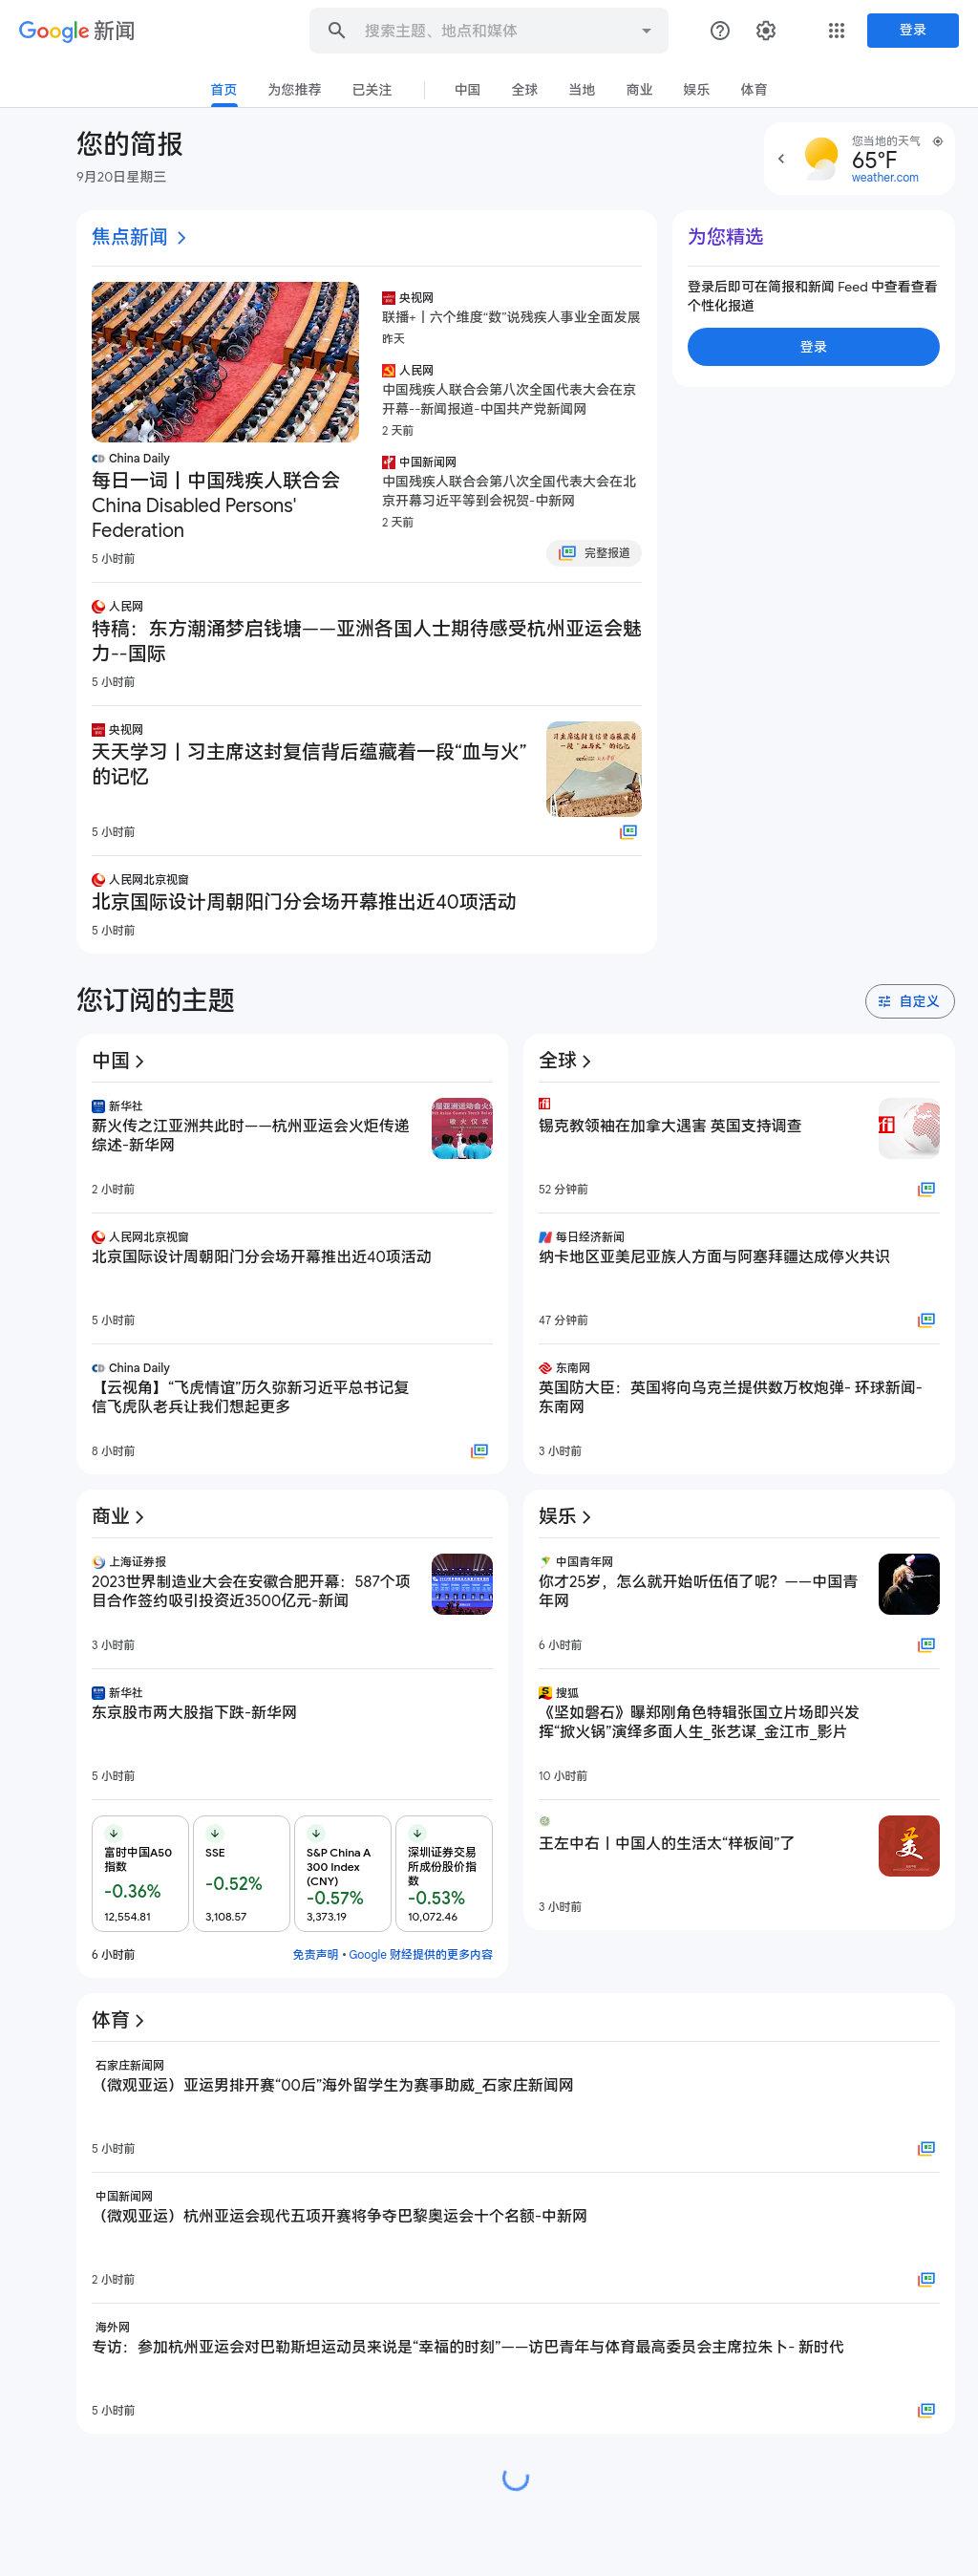 Google 新闻
搜索主题、地点和媒体
登录
首页
为您推荐
已关注
中国
全球
当地
商业
娱乐
体育
您的简报
9月20日星期三
您当地的天气
65°F
weather.com
焦点新闻
China Daily
每日一词丨中国残疾人联合会
China Disabled Persons'
Federation
5 小时前
央视网
联播+丨六个维度“数”说残疾人事业全面发展
昨天
人民网
中国残疾人联合会第八次全国代表大会在京
开幕--新闻报道-中国共产党新闻网
2 天前
中国新闻网
中国残疾人联合会第八次全国代表大会在北
京开幕习近平等到会祝贺-中新网
2 天前
完整报道
人民网
特稿：东方潮涌梦启钱塘——亚洲各国人士期待感受杭州亚运会魅
力--国际
5 小时前
央视网
天天学习丨习主席这封复信背后蕴藏着一段“血与火”
的记忆
习主席这封复信背后蕴藏着
一段“血与火”的记忆
5 小时前
人民网北京视窗
北京国际设计周朝阳门分会场开幕推出近40项活动
5 小时前
为您精选
登录后即可在简报和新闻 Feed 中查看查看
个性化报道
登录
您订阅的主题
自定义
中国
新华社
薪火传之江亚洲共此时——杭州亚运会火炬传递
综述-新华网
2 小时前
人民网北京视窗
北京国际设计周朝阳门分会场开幕推出近40项活动
5 小时前
China Daily
【云视角】“飞虎情谊”历久弥新习近平总书记复
信飞虎队老兵让我们想起更多
8 小时前
全球
rfi
锡克教领袖在加拿大遇害 英国支持调查
rfi
52 分钟前
每日经济新闻
纳卡地区亚美尼亚族人方面与阿塞拜疆达成停火共识
47 分钟前
东南网
英国防大臣：英国将向乌克兰提供数万枚炮弹- 环球新闻-
东南网
3 小时前
商业
上海证券报
2023世界制造业大会在安徽合肥开幕：587个项
目合作签约吸引投资近3500亿元-新闻
3 小时前
新华社
东京股市两大股指下跌-新华网
5 小时前
富时中国A50
指数
-0.36%
12,554.81
SSE
-0.52%
3,108.57
S&P China A
300 Index
(CNY)
-0.57%
3,373.19
深圳证券交易
所成份股价指
数
-0.53%
10,072.46
6 小时前
免责声明 • Google 财经提供的更多内容
娱乐
中国青年网
你才25岁，怎么就开始听伍佰了呢？——中国青
年网
6 小时前
搜狐
《坚如磐石》曝郑刚角色特辑张国立片场即兴发
挥“掀火锅”演绎多面人生_张艺谋_金江市_影片
10 小时前
王左中右丨中国人的生活太“样板间”了
美
3 小时前
体育
石家庄新闻网
（微观亚运）亚运男排开赛“00后”海外留学生为赛事助威_石家庄新闻网
5 小时前
中国新闻网
（微观亚运）杭州亚运会现代五项开赛将争夺巴黎奥运会十个名额-中新网
2 小时前
海外网
专访：参加杭州亚运会对巴勒斯坦运动员来说是“幸福的时刻”——访巴青年与体育最高委员会主席拉朱卜- 新时代
5 小时前